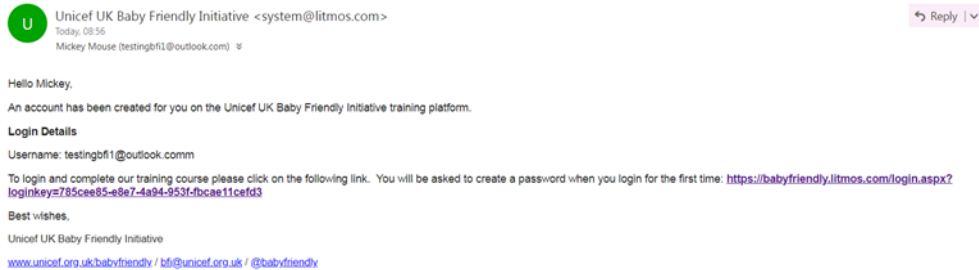 U
Unicef UK Baby Friendly Initiative <system@litmos.com>
Reply
Today, 08:56
Mickey Mouse (testingbfi1@outlook.com)
Hello Mickey,
An account has been created for you on the Unicef UK Baby Friendly Initiative training platform.
Login Details
Username: testingbfi1@outlook.comm
To login and complete our training course please click on the following link. You will be asked to create a password when you login for the first time: https://babyfriendly.litmos.com/login.aspx?
loginkey=785cee85-e8e7-4a94-953f-fbcae11cefd3
Best wishes,
Unicef UK Baby Friendly Initiative
www.unicef.org.uk/babyfriendly / bfi@unicef.org.uk / @babyfriendly